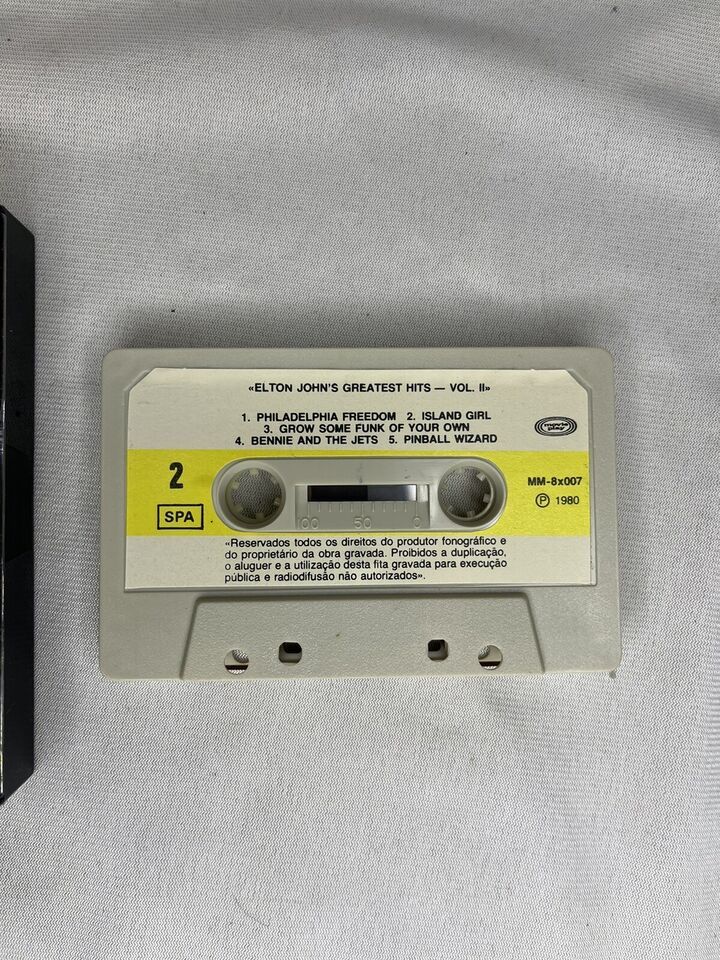 «ELTON JOHN'S GREATEST HITS — VOL. II»
1. PHILADELPHIA FREEDOM 2. ISLAND GIRL
3. GROW SOME FUNK OF YOUR OWN
4. BENNIE AND THE JETS 5. PINBALL WIZARD
movie
play
2
SPA
100 50 0
MM-8x007
Ⓟ 1980
«Reservados todos os direitos do produtor fonográfico e
do proprietário da obra gravada. Proibidos a duplicação,
o aluguer e a utilização desta fita gravada para execução
pública e radiodifusão não autorizados».